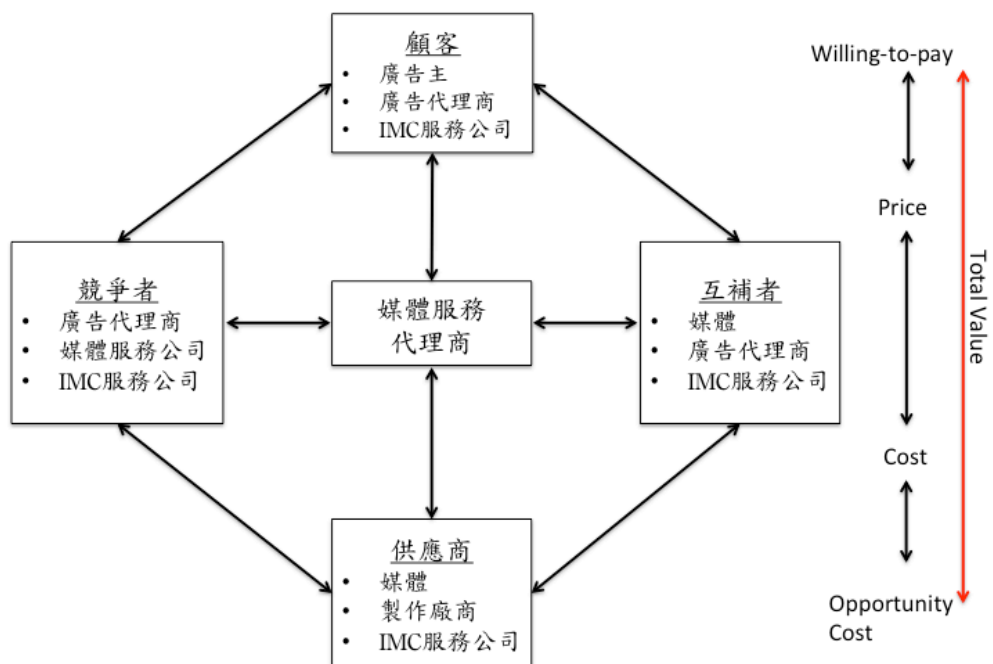 顧客
• 廣告主
• 廣告代理商
• IMC服務公司
競爭者
• 廣告代理商
• 媒體服務公司
• IMC服務公司
媒體服務
代理商
互補者
• 媒體
• 廣告代理商
• IMC服務公司
供應商
• 媒體
• 製作廠商
• IMC服務公司
Willing-to-pay
Price
Cost
Opportunity
Cost
Total Value